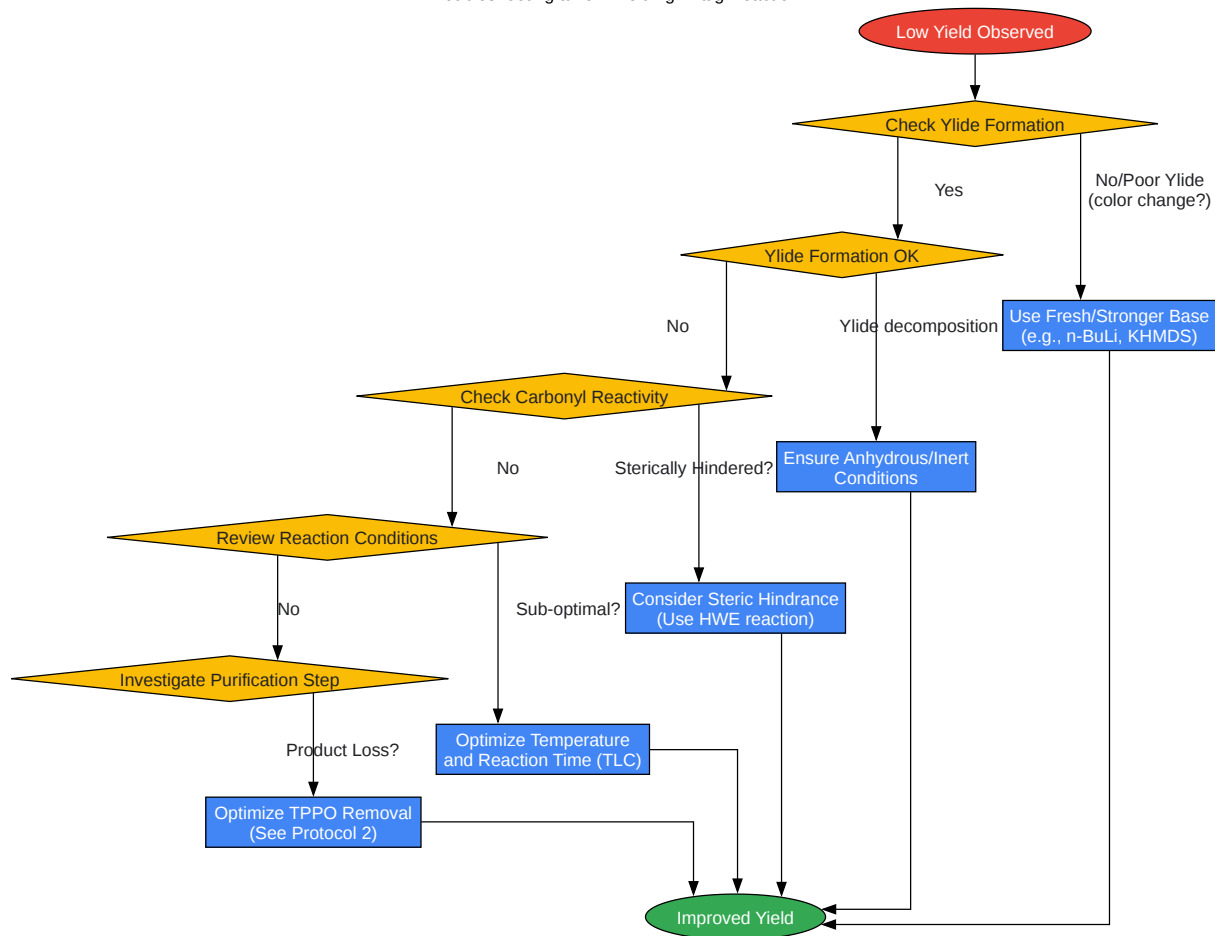 Low Yield Observed
Check Ylide Formation
No/Poor Ylide
(color change?)
Yes
Ylide Formation OK
Use Fresh/Stronger Base
(e.g., n-BuLi, KHMDS)
No
Ylide decomposition
Check Carbonyl Reactivity
Ensure Anhydrous/Inert
Conditions
No
Sterically Hindered?
Review Reaction Conditions
Consider Steric Hindrance
(Use HWE reaction)
No
Sub-optimal?
Investigate Purification Step
Optimize Temperature
and Reaction Time (TLC)
Product Loss?
Optimize TPPO Removal
(See Protocol 2)
Improved Yield